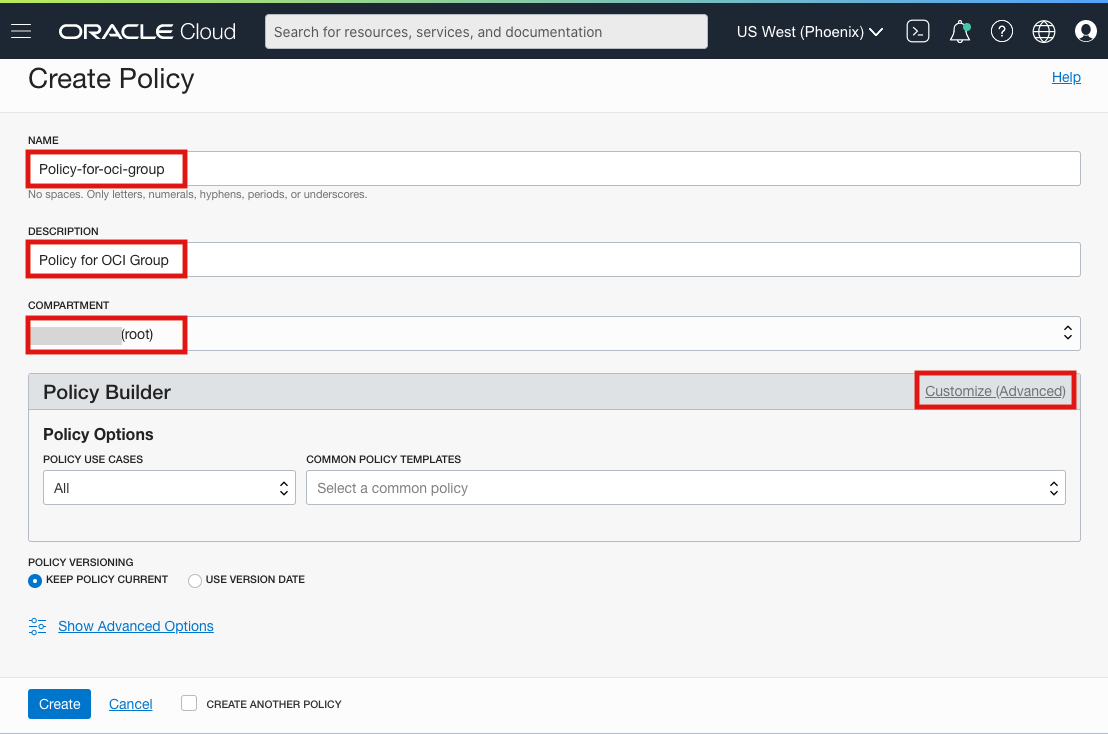 ORACLE Cloud
Search for resources, services, and documentation
US West (Phoenix)
Create Policy
Help
NAME
Policy-for-oci-group
No spaces. Only letters, numerals, hyphens, periods, or underscores.
DESCRIPTION
Policy for OCI Group
COMPARTMENT
(root)
Policy Builder
Customize (Advanced)
Policy Options
POLICY USE CASES
COMMON POLICY TEMPLATES
All
Select a common policy
POLICY VERSIONING
KEEP POLICY CURRENT
USE VERSION DATE
Show Advanced Options
Create
Cancel
CREATE ANOTHER POLICY